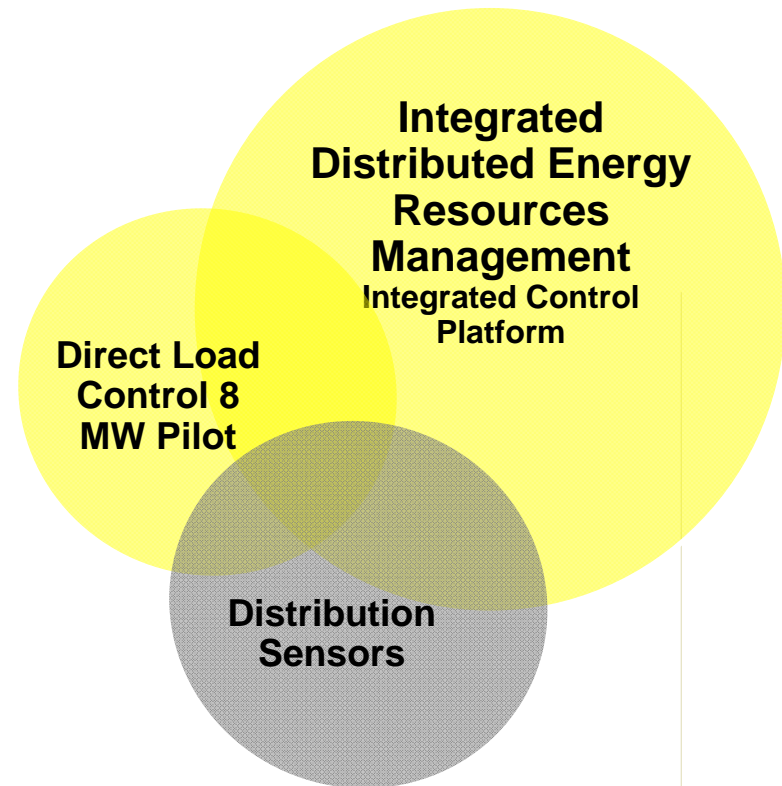 Integrated
Distributed Energy
Resources
Management
Integrated Control
Platform
Direct Load
Control 8
MW Pilot
Distribution
Sensors